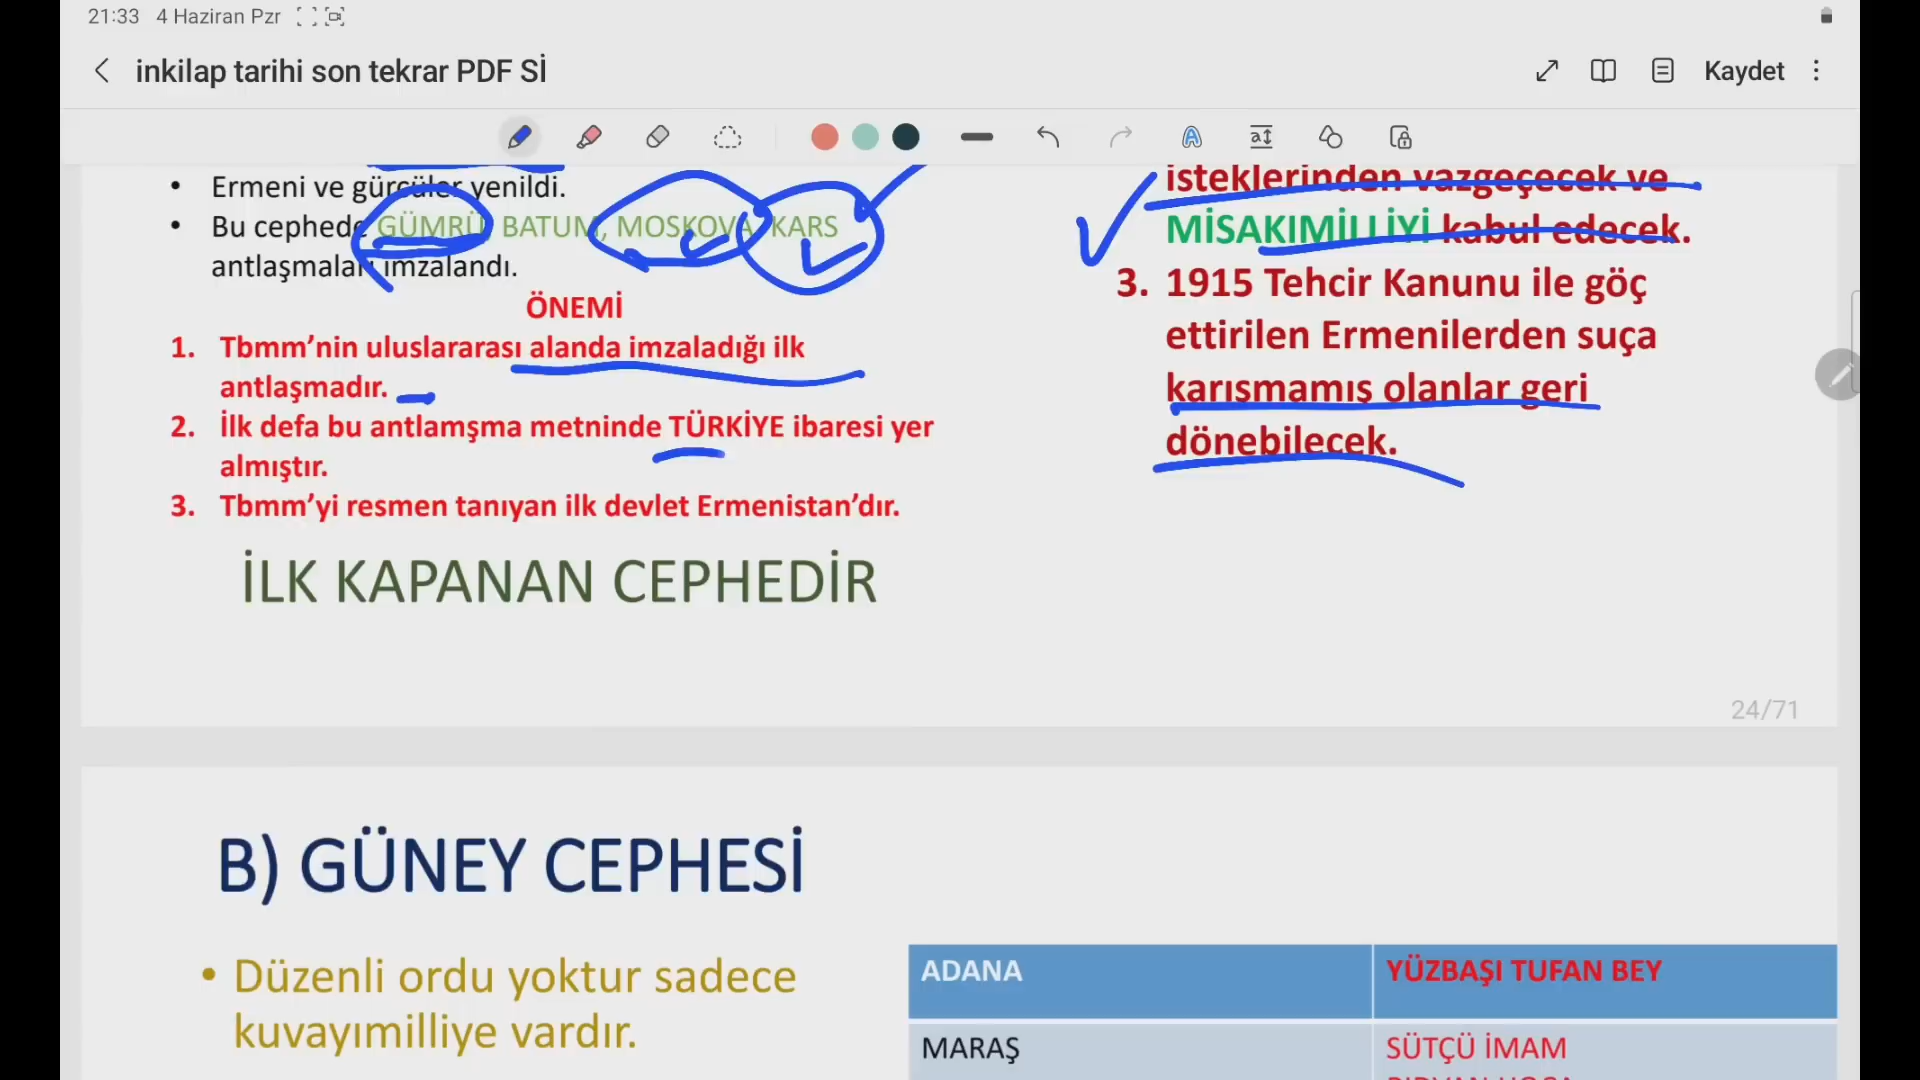 21:33 4 Haziran Pzr
inkilap tarihi son tekrar PDF Sİ
Kaydet
• Ermeni ve gürcüler yenildi.
• Bu cephede GÜMRÜ, BATUM, MOSKOVA, KARS
antlaşmaları imzalandı.
ÖNEMİ
1. Tbmm’nin uluslararası alanda imzaladığı ilk
antlaşmadır.
2. İlk defa bu antlamşma metninde TÜRKİYE ibaresi yer
almıştır.
3. Tbmm’yi resmen tanıyan ilk devlet Ermenistan’dır.
İLK KAPANAN CEPHEDİR
isteklerinden vazgeçecek ve
MİSAKIMİLLİYİ kabul edecek.
3. 1915 Tehcir Kanunu ile göç
ettirilen Ermenilerden suça
karışmamış olanlar geri
dönebilecek.
24/71
B) GÜNEY CEPHESİ
• Düzenli ordu yoktur sadece
kuvayımilliye vardır.
ADANA YÜZBAŞI TUFAN BEY
MARAŞ SÜTÇÜ İMAM